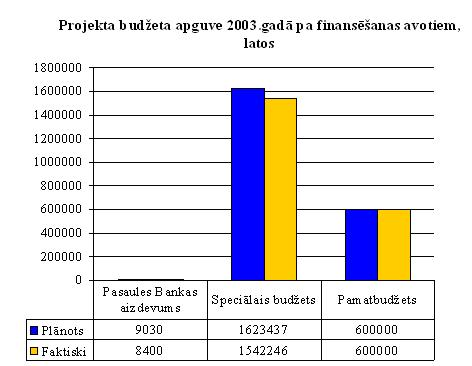 Projekta budžeta apguve 2003.gadā pa finansēšanas avotiem,
latos
1800000
1600000
1400000
1200000
1000000
800000
600000
400000
200000
0
Pasaules Bankas
aizdevums
Speciālais budžets
Pamatbudžets
Plānots 9030 1623437 600000
Faktiski 8400 1542246 600000